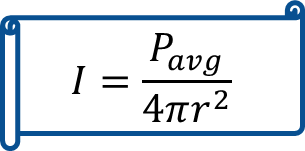 I = P_avg / 4πr²